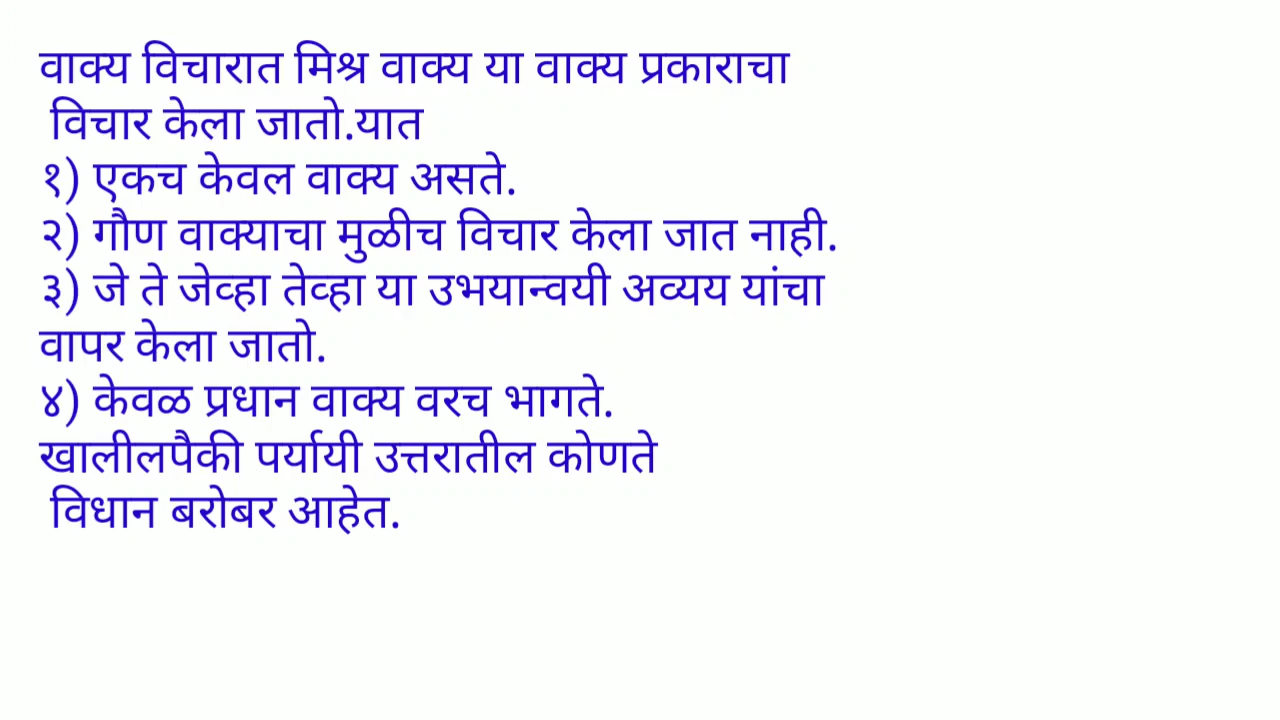 वाक्य विचारात मिश्र वाक्य या वाक्य प्रकाराचा
विचार केला जातो.यात
१) एकच केवल वाक्य असते.
२) गौण वाक्याचा मुळीच विचार केला जात नाही.
३) जे ते जेव्हा तेव्हा या उभयान्वयी अव्यय यांचा
वापर केला जातो.
४) केवळ प्रधान वाक्य वरच भागते.
खालीलपैकी पर्यायी उत्तरातील कोणते
विधान बरोबर आहेत.